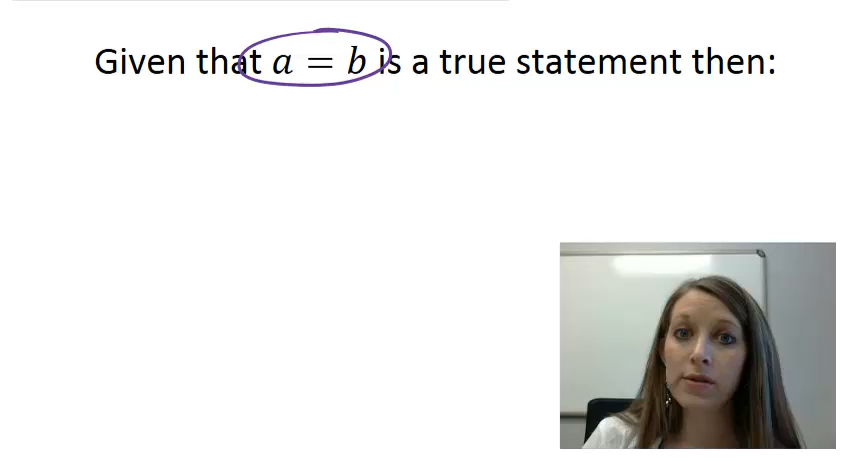 Given that a = b is a true statement then: